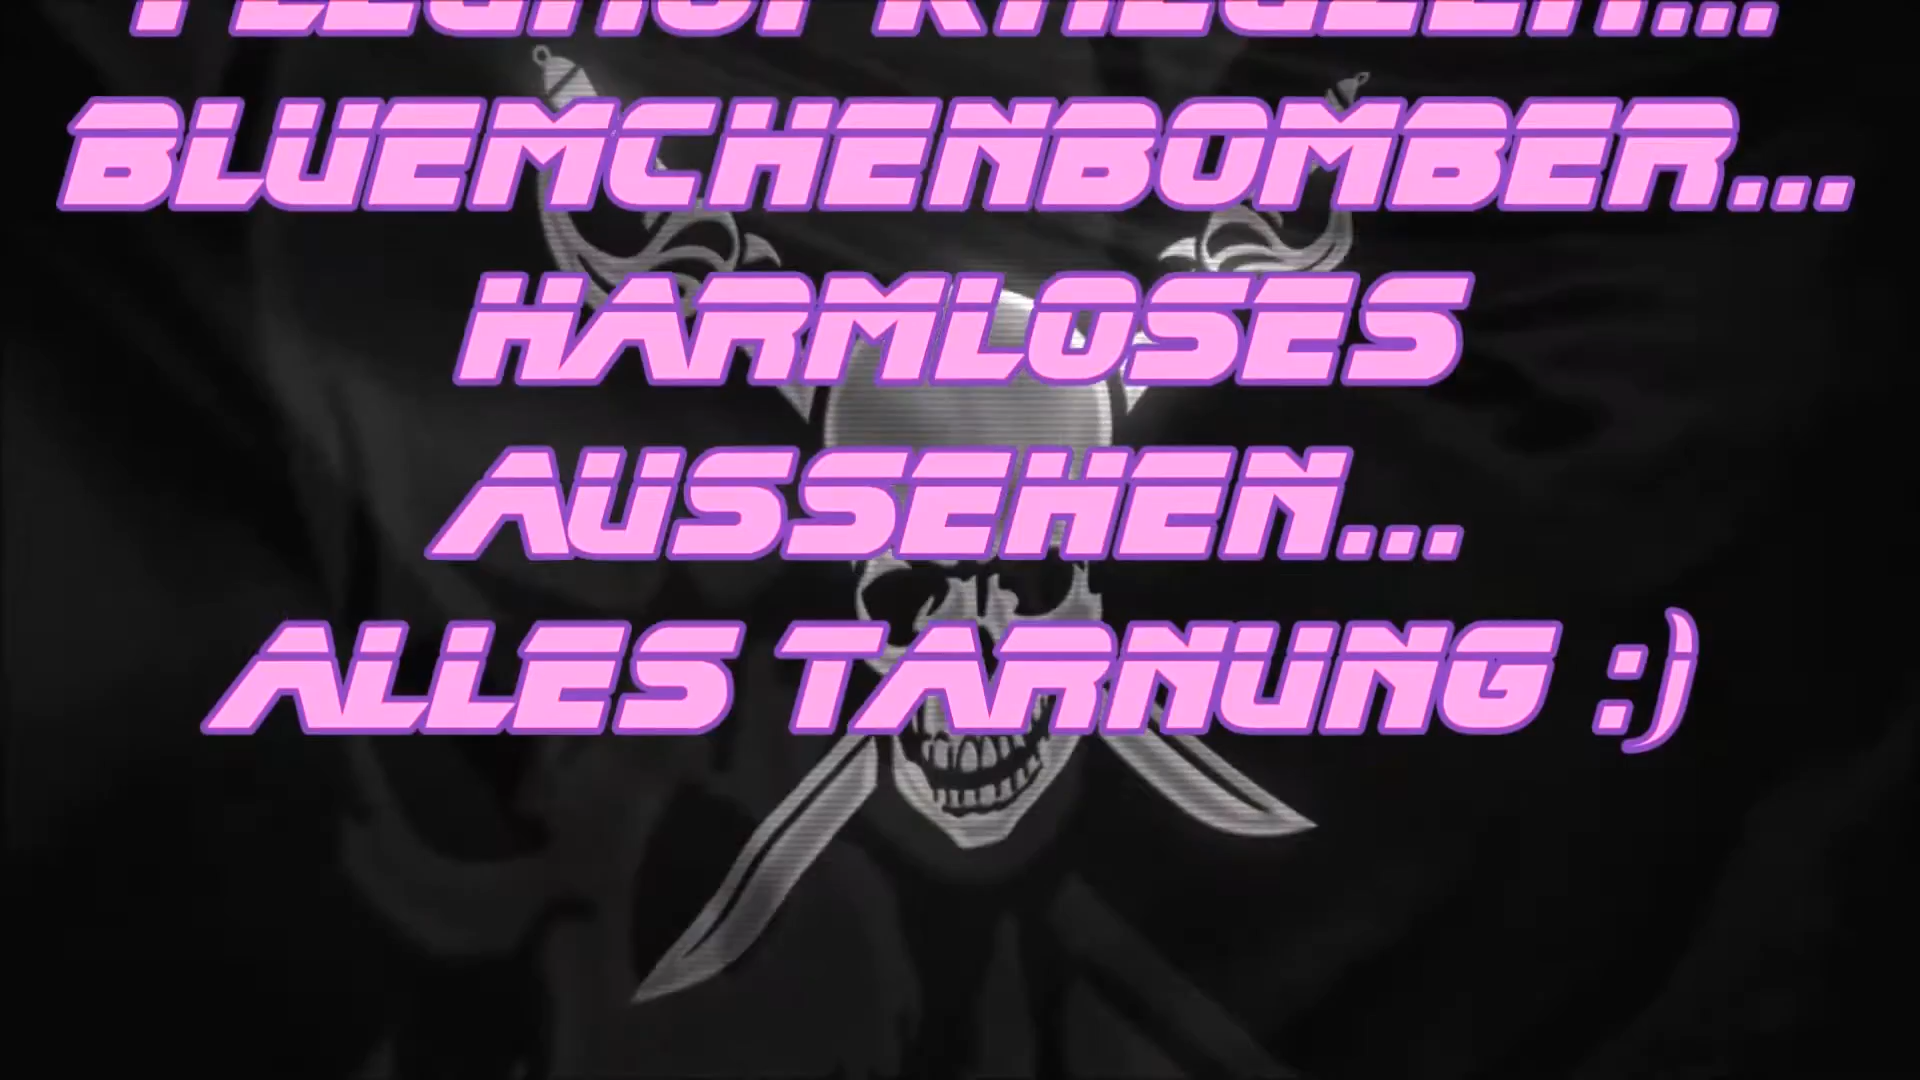 BLUEMCHENBOMBER...
HARMLOSES
AUSSEHEN...
ALLES TARNUNG :)